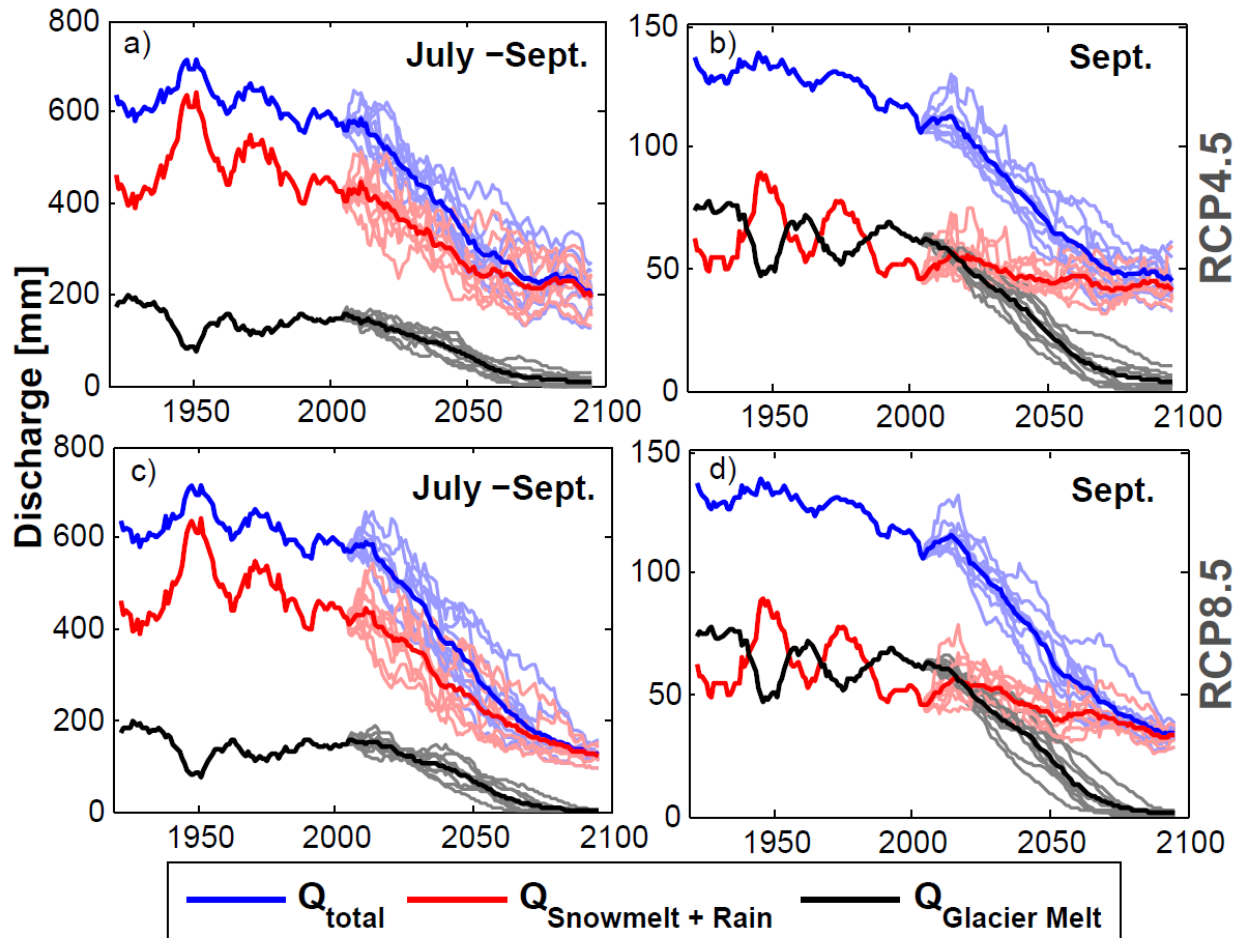 800
600
400
200
0
a)
July −Sept.
1950
2000
2050
2100
150
100
50
0
b)
Sept.
1950
2000
2050
2100
RCP4.5
Discharge [mm]
800
600
400
200
0
c)
July −Sept.
1950
2000
2050
2100
150
100
50
0
d)
Sept.
1950
2000
2050
2100
RCP8.5
Qtotal
QSnowmelt + Rain
QGlacier Melt